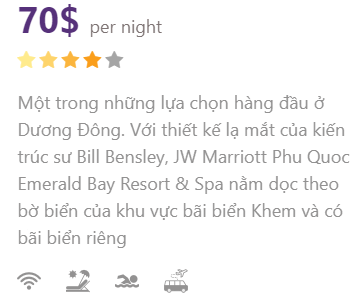 70$ per night
Một trong những lựa chọn hàng đầu ở
Dương Đông. Với thiết kế lạ mắt của kiến
trúc sư Bill Bensley, JW Marriott Phu Quoc
Emerald Bay Resort & Spa nằm dọc theo
bờ biển của khu vực bãi biển Khem và có
bãi biển riêng